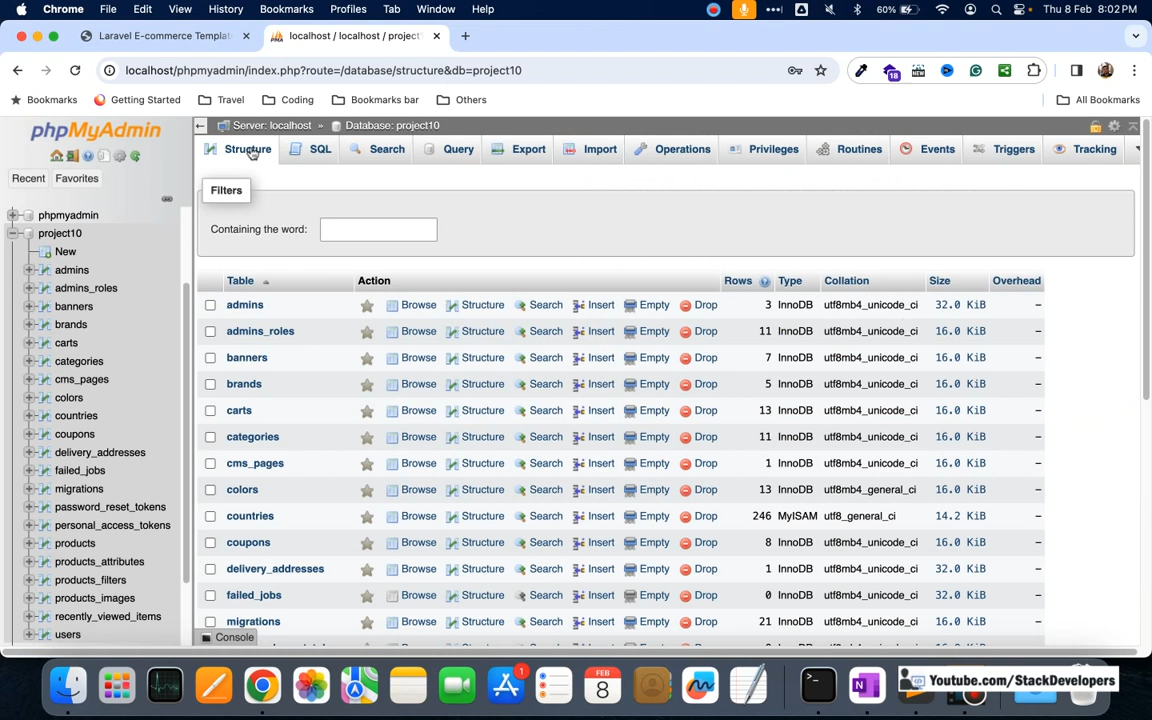 Chrome File Edit View History Bookmarks Profiles Tab Window Help 60% Thu 8 Feb 8:02 PM
Laravel E-commerce Templat localhost / localhost / project1
localhost/phpmyadmin/index.php?route=/database/structure&db=project10 18 NEW
Bookmarks Getting Started Travel Coding Bookmarks bar Others All Bookmarks
phpMyAdmin
Recent Favorites
phpmyadmin
project10
New
admins
admins_roles
banners
brands
carts
categories
cms_pages
colors
countries
coupons
delivery_addresses
failed_jobs
migrations
password_reset_tokens
personal_access_tokens
products
products_attributes
products_filters
products_images
recently_viewed_items
users
Server: localhost » Database: project10
Structure SQL Search Query Export Import Operations Privileges Routines Events Triggers Tracking
Filters
Containing the word:
Table Action Rows Type Collation Size Overhead
admins Browse Structure Search Insert Empty Drop 3 InnoDB utf8mb4_unicode_ci 32.0 KiB –
admins_roles Browse Structure Search Insert Empty Drop 11 InnoDB utf8mb4_unicode_ci 16.0 KiB –
banners Browse Structure Search Insert Empty Drop 7 InnoDB utf8mb4_unicode_ci 16.0 KiB –
brands Browse Structure Search Insert Empty Drop 5 InnoDB utf8mb4_unicode_ci 16.0 KiB –
carts Browse Structure Search Insert Empty Drop 13 InnoDB utf8mb4_unicode_ci 16.0 KiB –
categories Browse Structure Search Insert Empty Drop 11 InnoDB utf8mb4_unicode_ci 16.0 KiB –
cms_pages Browse Structure Search Insert Empty Drop 1 InnoDB utf8mb4_unicode_ci 16.0 KiB –
colors Browse Structure Search Insert Empty Drop 13 InnoDB utf8mb4_general_ci 16.0 KiB –
countries Browse Structure Search Insert Empty Drop 246 MyISAM utf8_general_ci 14.2 KiB –
coupons Browse Structure Search Insert Empty Drop 8 InnoDB utf8mb4_unicode_ci 16.0 KiB –
delivery_addresses Browse Structure Search Insert Empty Drop 1 InnoDB utf8mb4_unicode_ci 32.0 KiB –
failed_jobs Browse Structure Search Insert Empty Drop 0 InnoDB utf8mb4_unicode_ci 32.0 KiB –
migrations Browse Structure Search Insert Empty Drop 21 InnoDB utf8mb4_unicode_ci 16.0 KiB –
Console
FEB
8
1
Youtube.com/StackDevelopers